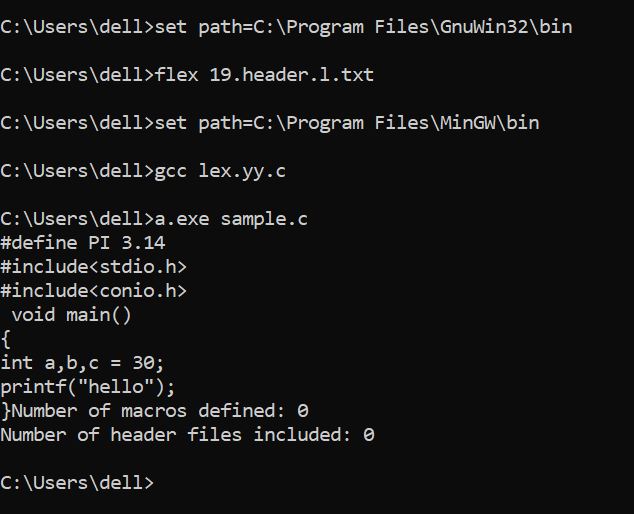 C:\Users\dell>set path=C:\Program Files\GnuWin32\bin
C:\Users\dell>flex 19.header.l.txt
C:\Users\dell>set path=C:\Program Files\MinGW\bin
C:\Users\dell>gcc lex.yy.c
C:\Users\dell>a.exe sample.c
#define PI 3.14
#include<stdio.h>
#include<conio.h>
 void main()
{
int a,b,c = 30;
printf("hello");
}Number of macros defined: 0
Number of header files included: 0
C:\Users\dell>